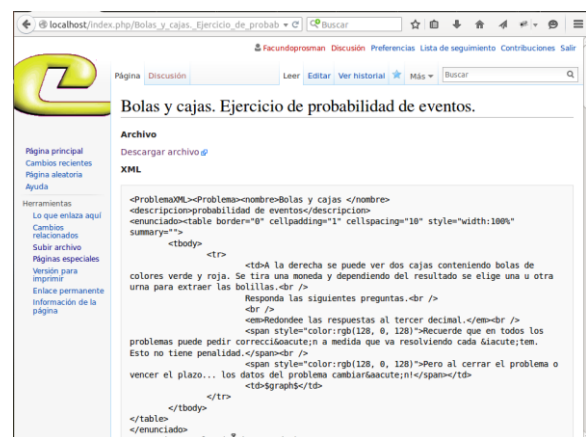 localhost/index.php/Bolas_y_cajas._Ejercicio_de_probab
Buscar
Facundoprosman Discusión Preferencias Lista de seguimiento Contribuciones Salir
Página Discusión Leer Editar Ver historial Más Buscar
Bolas y cajas. Ejercicio de probabilidad de eventos.
Archivo
Descargar archivo
XML
Página principal
Cambios recientes
Página aleatoria
Ayuda
Herramientas
Lo que enlaza aquí
Cambios
relacionados
Subir archivo
Páginas especiales
Versión para
imprimir
Enlace permanente
Información de la
página
<ProblemaXML><Problema><nombre>Bolas y cajas </nombre>
<descripcion>probabilidad de eventos</descripcion>
<enunciado><table border="0" cellpadding="1" cellspacing="10" style="width:100%"
summary="">
<tbody>
<tr>
<td>A la derecha se puede ver dos cajas conteniendo bolas de
colores verde y roja. Se tira una moneda y dependiendo del resultado se elige una u otra
urna para extraer las bolillas.<br />
Responda las siguientes preguntas.<br />
<br />
<em>Redondee las respuestas al tercer decimal.</em><br />
<span style="color:rgb(128, 0, 128)">Recuerde que en todos los
problemas puede pedir correcci&oacute;n a medida que va resolviendo cada &iacute;tem.
Esto no tiene penalidad.</span><br />
<span style="color:rgb(128, 0, 128)">Pero al cerrar el problema o
vencer el plazo... los datos del problema cambiar&aacute;n!</span></td>
<td>$graph$</td>
</tr>
</tbody>
</table>
</enunciado>